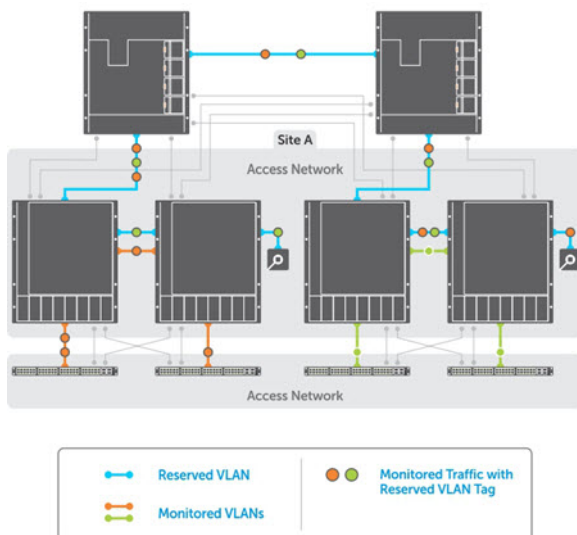 Site A
Access Network
Access Network
Reserved VLAN
Monitored VLANs
Monitored Traffic with
Reserved VLAN Tag